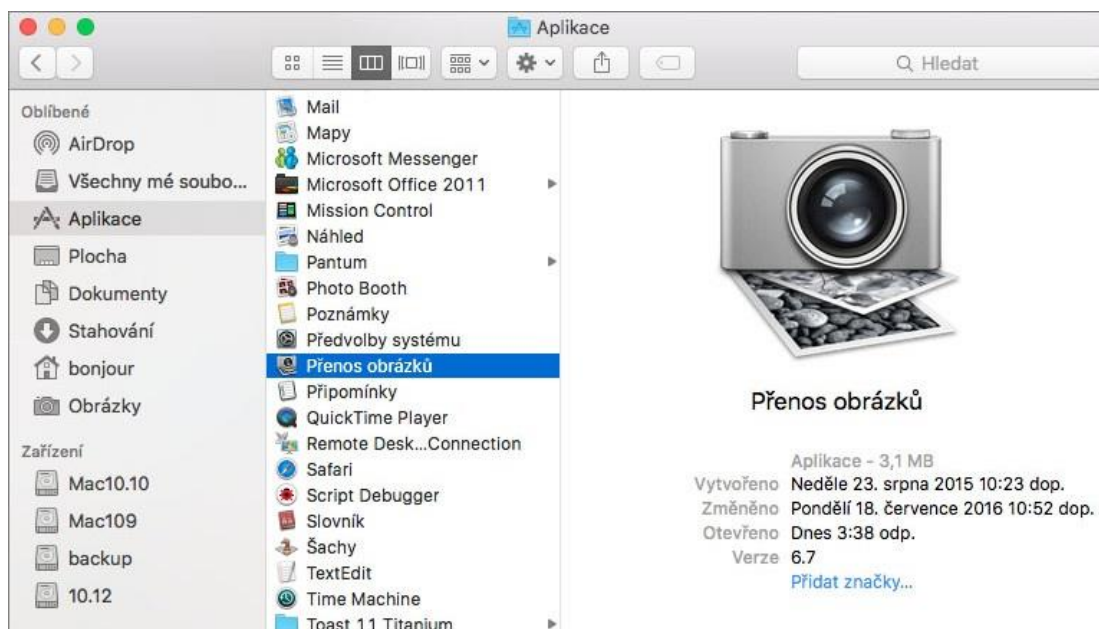 Aplikace
Hledat
Oblíbené
AirDrop
Všechny mé soubo...
Aplikace
Plocha
Dokumenty
Stahování
bonjour
Obrázky
Zařízení
Mac10.10
Mac109
backup
10.12
Mail
Mapy
Microsoft Messenger
Microsoft Office 2011
Mission Control
Náhled
Pantum
Photo Booth
Poznámky
Předvolby systému
Přenos obrázků
Připomínky
QuickTime Player
Remote Desk...Connection
Safari
Script Debugger
Slovník
Šachy
TextEdit
Time Machine
Toast 11 Titanium
Přenos obrázků
Aplikace – 3,1 MB
Vytvořeno Neděle 23. srpna 2015 10:23 dop.
Změněno Pondělí 18. července 2016 10:52 dop.
Otevřeno Dnes 3:38 odp.
Verze 6.7
Přidat značky...